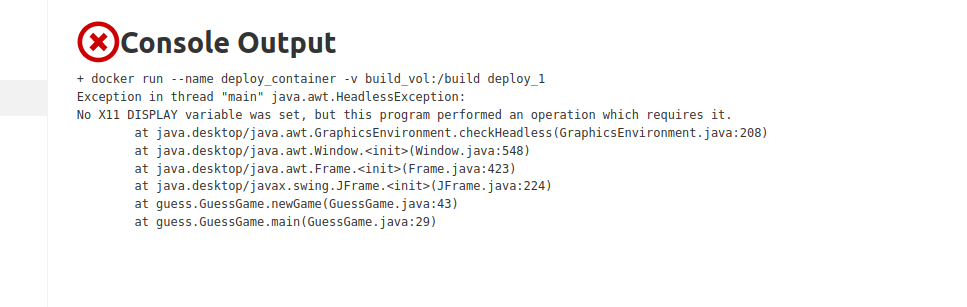 Console Output
+ docker run --name deploy_container -v build_vol:/build deploy_1
Exception in thread "main" java.awt.HeadlessException:
No X11 DISPLAY variable was set, but this program performed an operation which requires it.
        at java.desktop/java.awt.GraphicsEnvironment.checkHeadless(GraphicsEnvironment.java:208)
        at java.desktop/java.awt.Window.<init>(Window.java:548)
        at java.desktop/java.awt.Frame.<init>(Frame.java:423)
        at java.desktop/javax.swing.JFrame.<init>(JFrame.java:224)
        at guess.GuessGame.newGame(GuessGame.java:43)
        at guess.GuessGame.main(GuessGame.java:29)